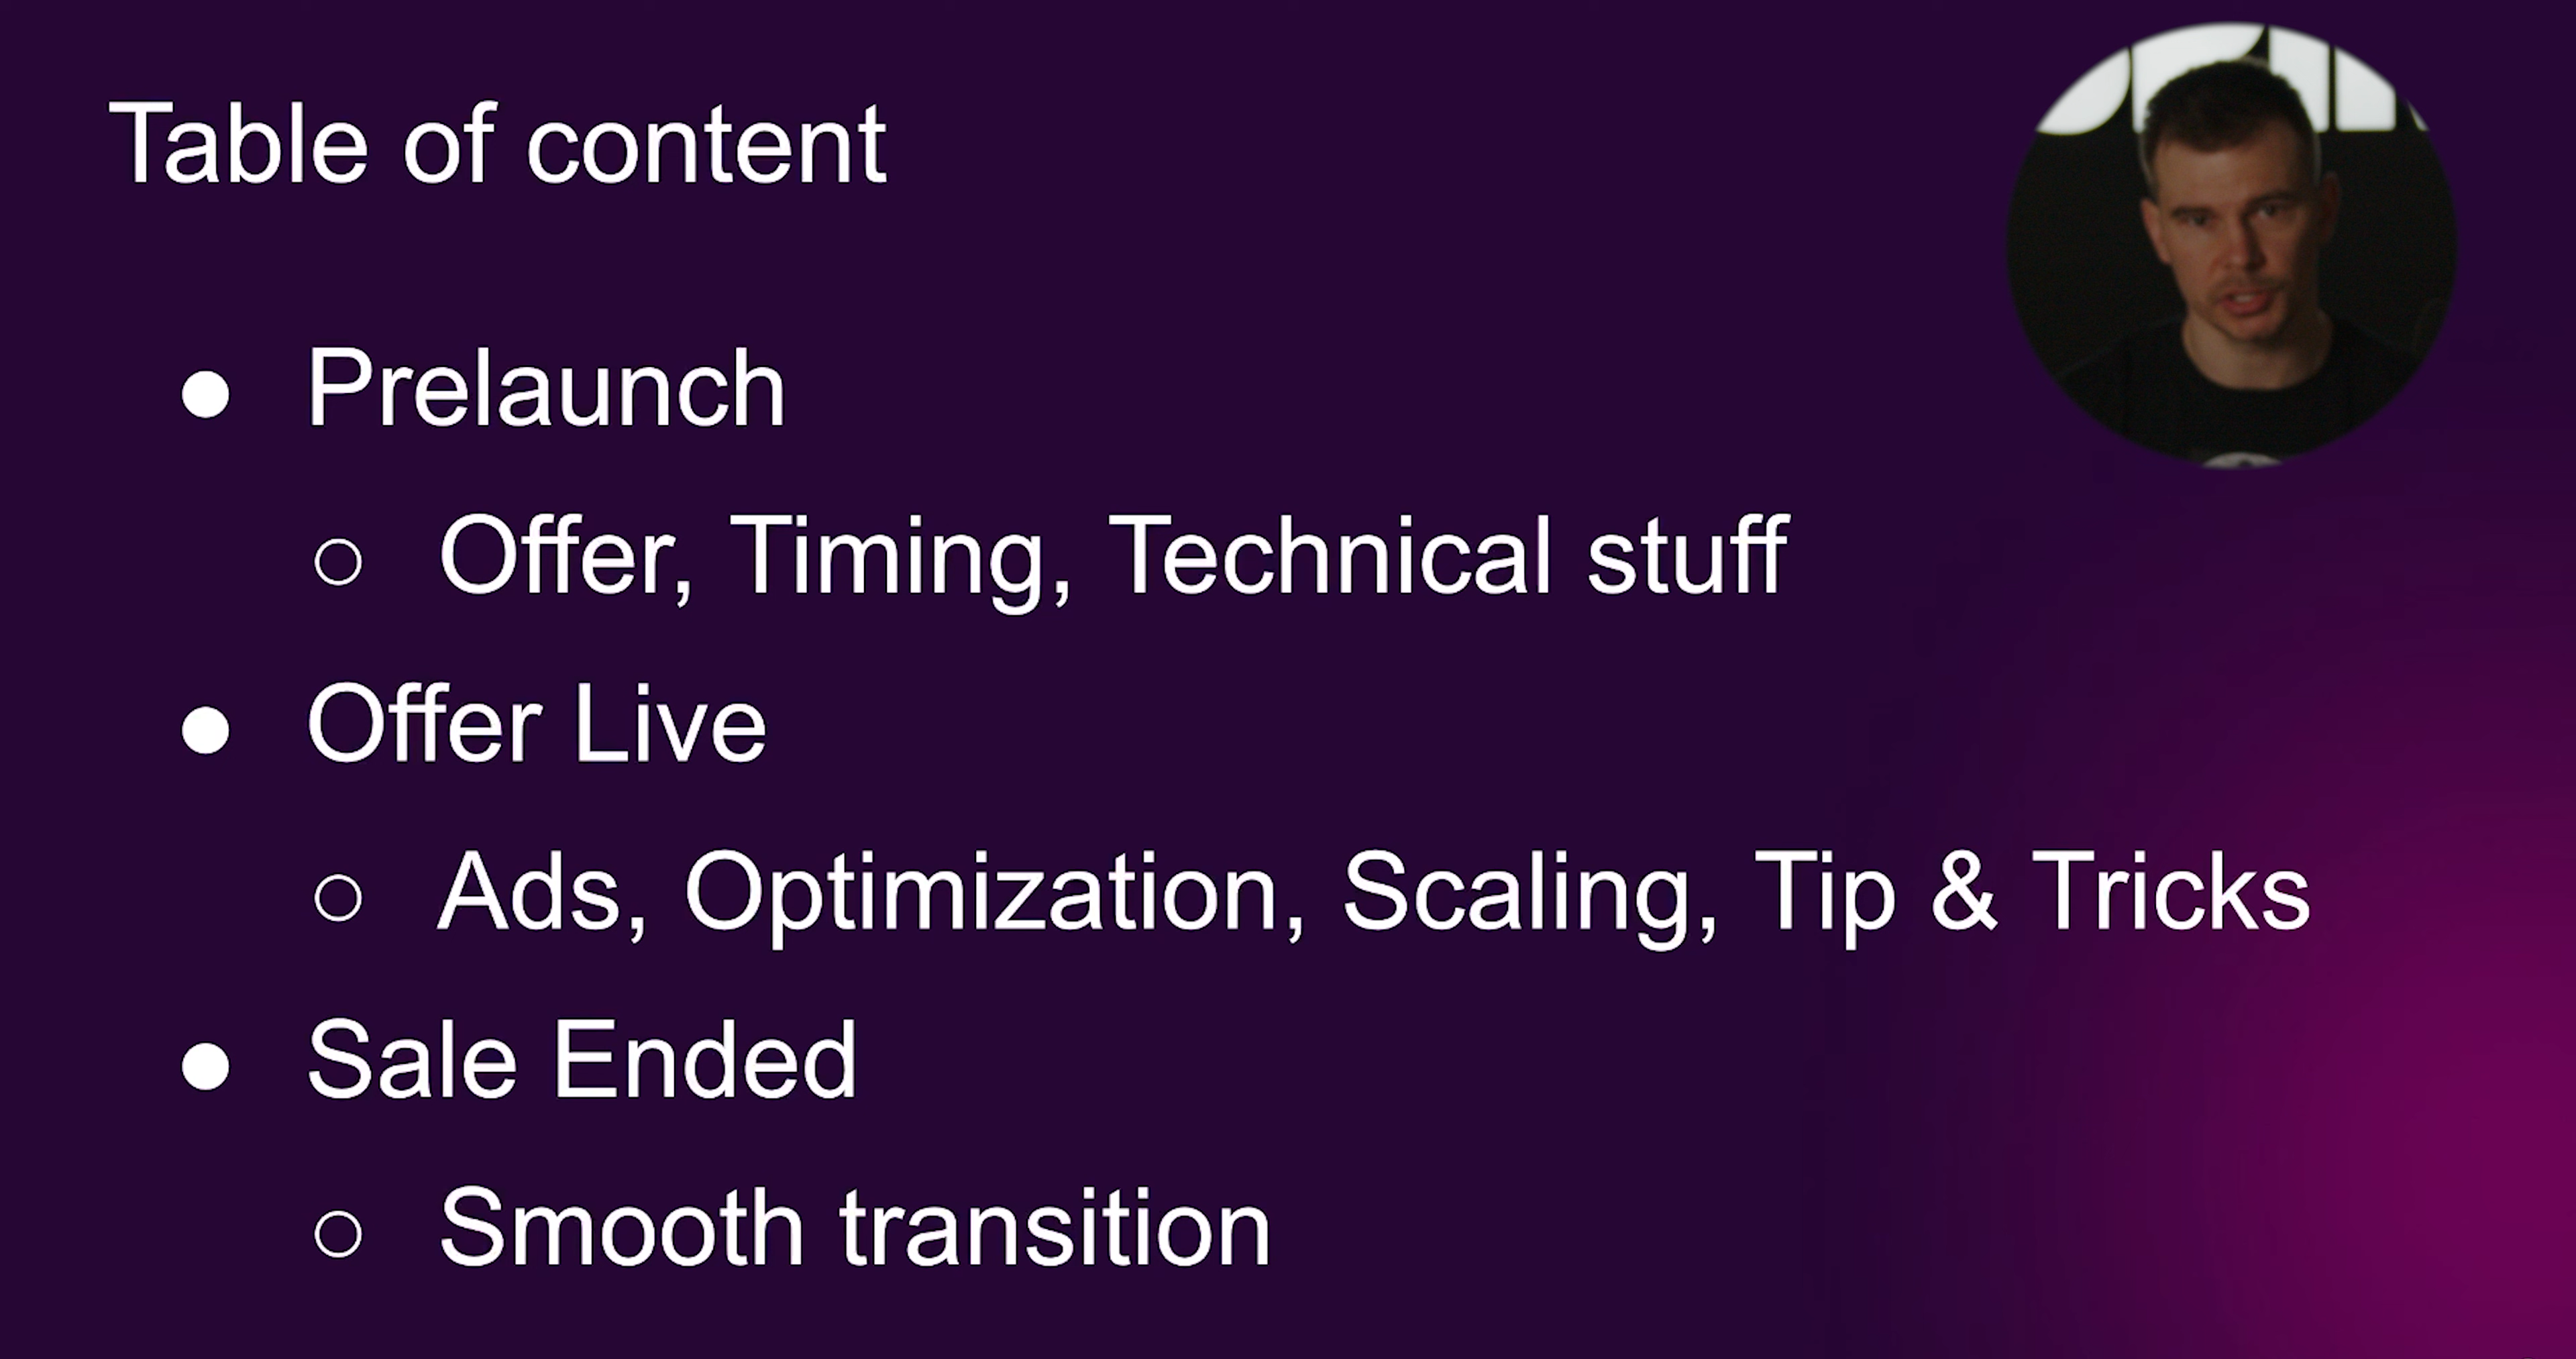 Table of content
● Prelaunch
○ Offer, Timing, Technical stuff
● Offer Live
○ Ads, Optimization, Scaling, Tip & Tricks
● Sale Ended
○ Smooth transition